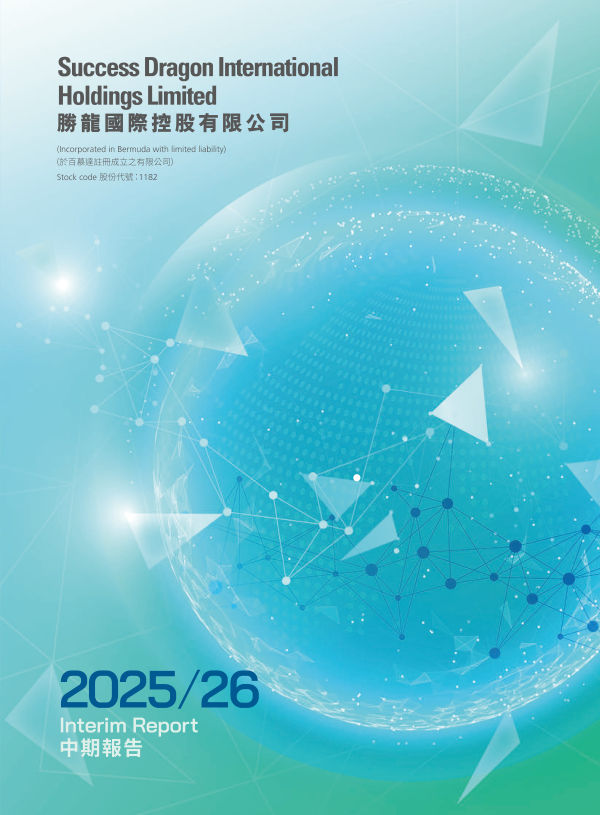 Success Dragon International
Holdings Limited
勝龍國際控股有限公司
(Incorporated in Bermuda with limited liability)
(於百慕達註冊成立之有限公司)
Stock code 股份代號：1182
2025/26
Interim Report
中期報告